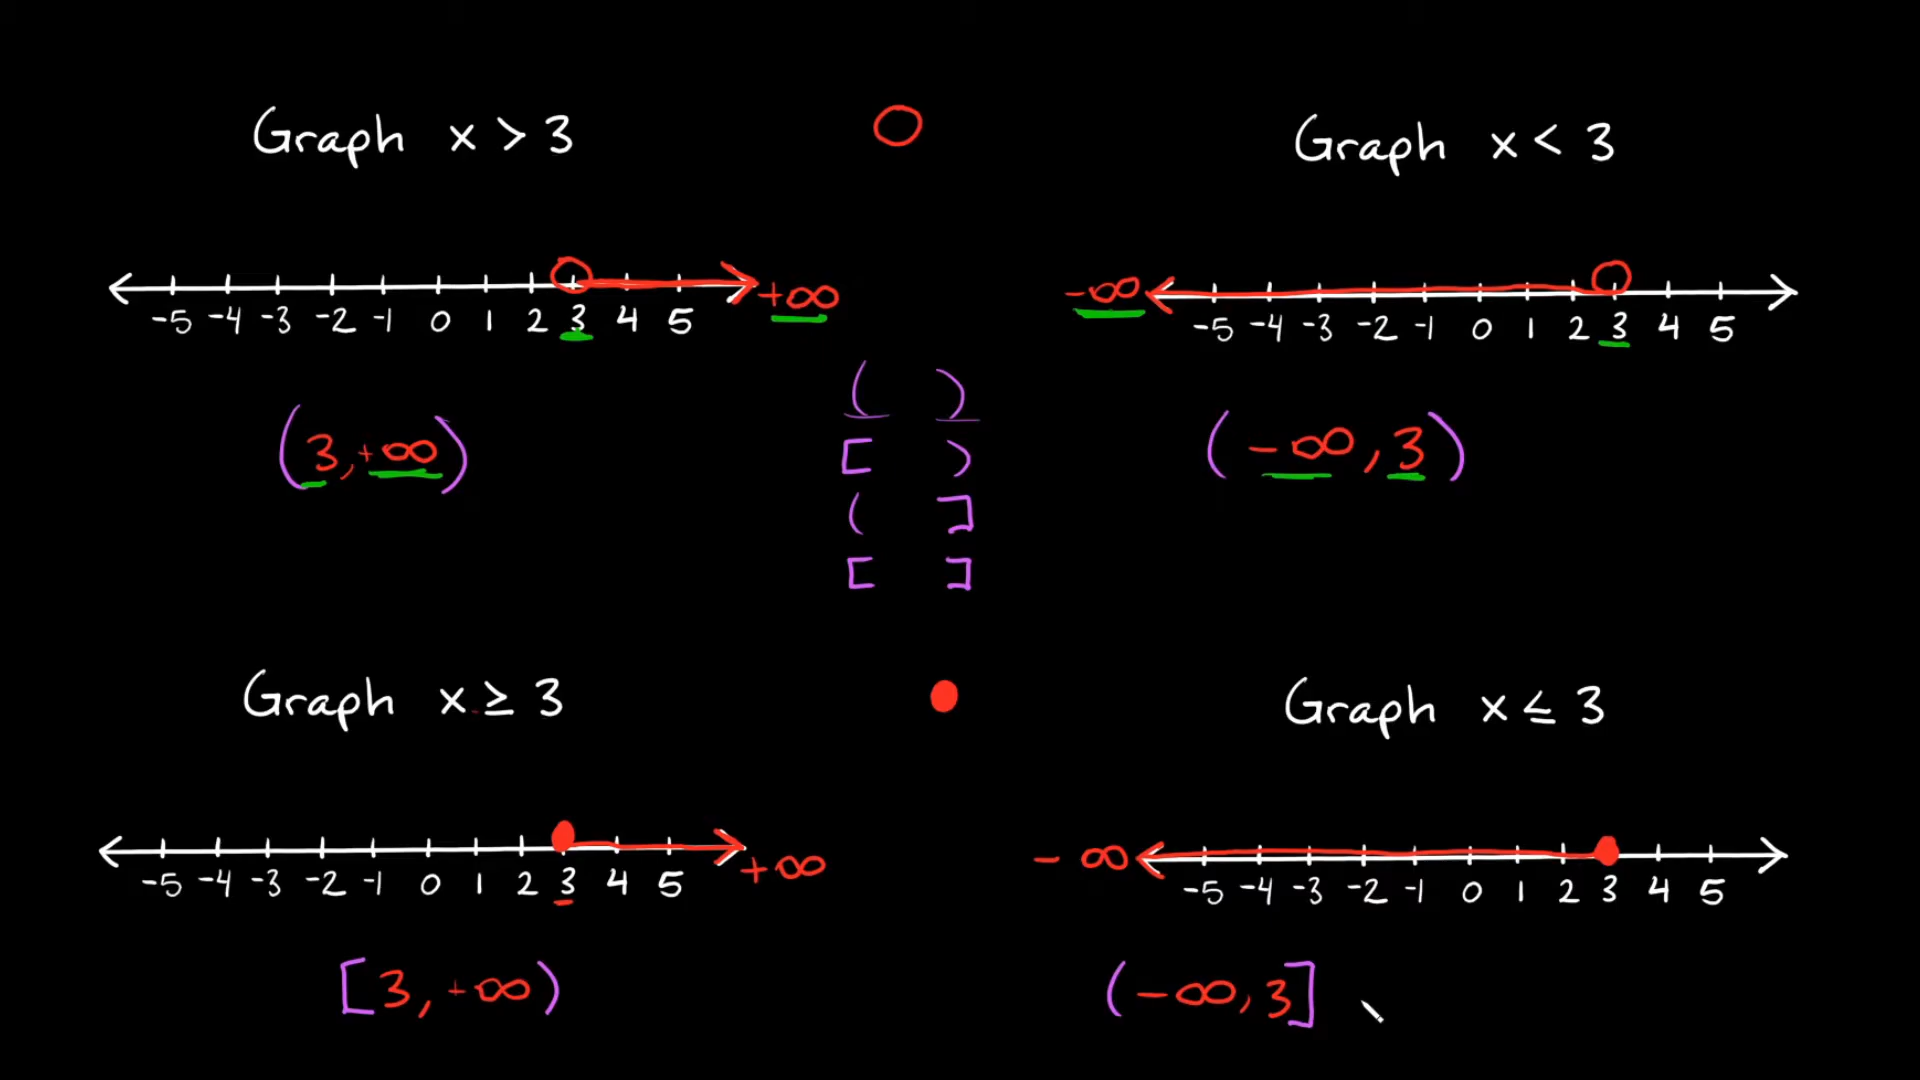 Graph x > 3
Graph x < 3
+∞
-∞
-5 -4 -3 -2 -1 0 1 2 3 4 5
-5 -4 -3 -2 -1 0 1 2 3 4 5
( )
(3, +∞)
(-∞, 3)
[ )
( ]
[ ]
Graph x ≥ 3
Graph x ≤ 3
+∞
- ∞
-5 -4 -3 -2 -1 0 1 2 3 4 5
-5 -4 -3 -2 -1 0 1 2 3 4 5
[3, +∞)
(-∞, 3]